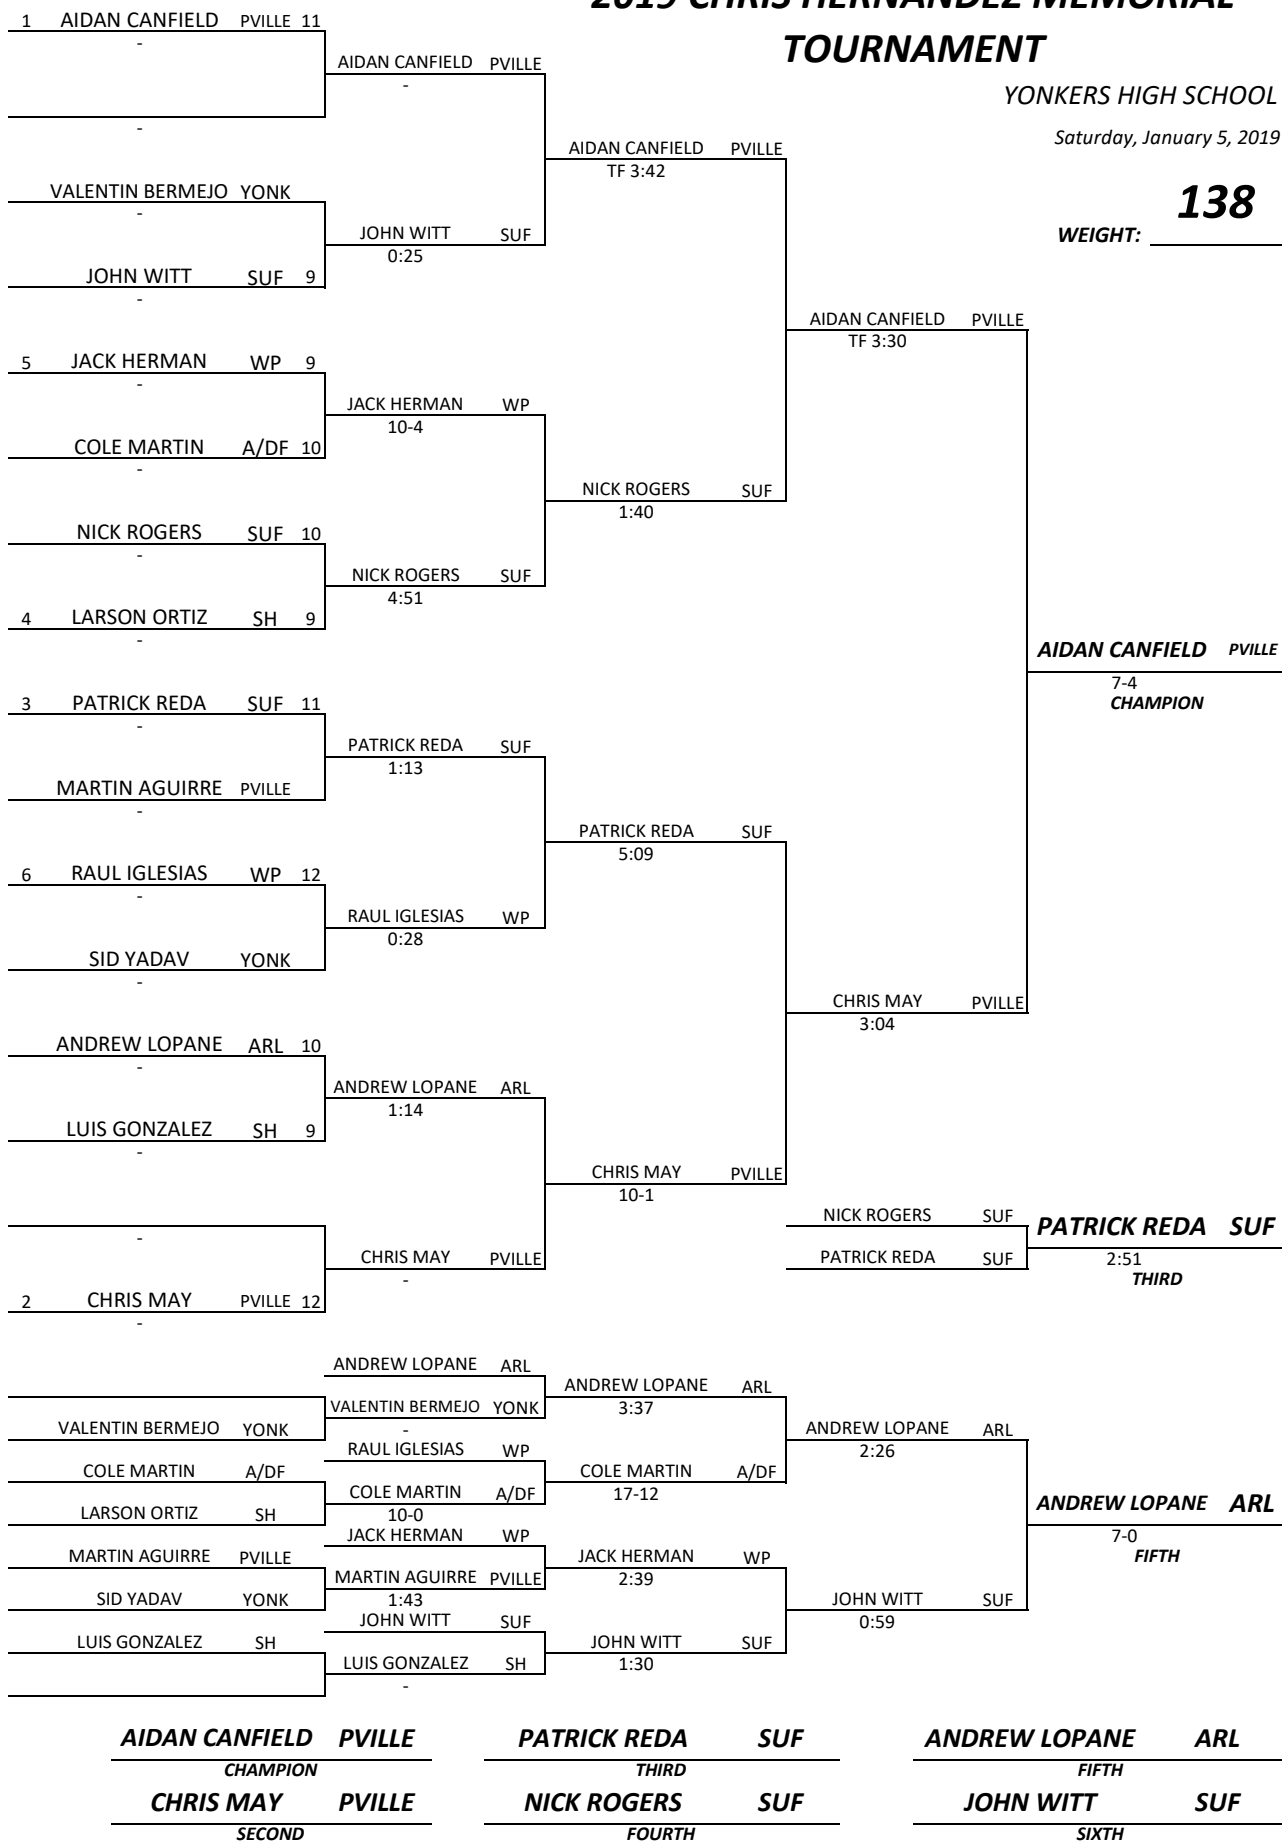 2019 CHRIS HERNANDEZ MEMORIAL
TOURNAMENT
YONKERS HIGH SCHOOL
Saturday, January 5, 2019
WEIGHT: 138
1 AIDAN CANFIELD PVILLE 11
-
-
VALENTIN BERMEJO YONK
-
JOHN WITT SUF 9
-
5 JACK HERMAN WP 9
-
COLE MARTIN A/DF 10
-
NICK ROGERS SUF 10
-
4 LARSON ORTIZ SH 9
-
3 PATRICK REDA SUF 11
-
MARTIN AGUIRRE PVILLE
-
6 RAUL IGLESIAS WP 12
-
SID YADAV YONK
-
ANDREW LOPANE ARL 10
-
LUIS GONZALEZ SH 9
-
-
2 CHRIS MAY PVILLE 12
-
AIDAN CANFIELD PVILLE
-
JOHN WITT SUF
0:25
JACK HERMAN WP
10-4
NICK ROGERS SUF
4:51
PATRICK REDA SUF
1:13
RAUL IGLESIAS WP
0:28
ANDREW LOPANE ARL
1:14
CHRIS MAY PVILLE
-
AIDAN CANFIELD PVILLE
TF 3:42
NICK ROGERS SUF
1:40
PATRICK REDA SUF
5:09
CHRIS MAY PVILLE
10-1
AIDAN CANFIELD PVILLE
TF 3:30
CHRIS MAY PVILLE
3:04
AIDAN CANFIELD PVILLE
7-4
CHAMPION
NICK ROGERS SUF
PATRICK REDA SUF
PATRICK REDA SUF
2:51
THIRD
VALENTIN BERMEJO YONK
COLE MARTIN A/DF
LARSON ORTIZ SH
MARTIN AGUIRRE PVILLE
SID YADAV YONK
LUIS GONZALEZ SH
ANDREW LOPANE ARL
VALENTIN BERMEJO YONK
-
RAUL IGLESIAS WP
COLE MARTIN A/DF
10-0
JACK HERMAN WP
MARTIN AGUIRRE PVILLE
1:43
JOHN WITT SUF
LUIS GONZALEZ SH
-
ANDREW LOPANE ARL
3:37
COLE MARTIN A/DF
17-12
JACK HERMAN WP
2:39
JOHN WITT SUF
1:30
ANDREW LOPANE ARL
2:26
JOHN WITT SUF
0:59
ANDREW LOPANE ARL
7-0
FIFTH
AIDAN CANFIELD PVILLE PATRICK REDA SUF ANDREW LOPANE ARL
CHAMPION THIRD FIFTH
CHRIS MAY PVILLE NICK ROGERS SUF JOHN WITT SUF
SECOND FOURTH SIXTH